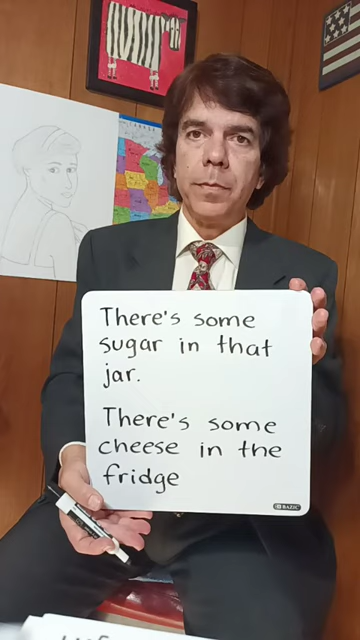 There's some
sugar in that
jar.
There's some
cheese in the
fridge
BAZIC